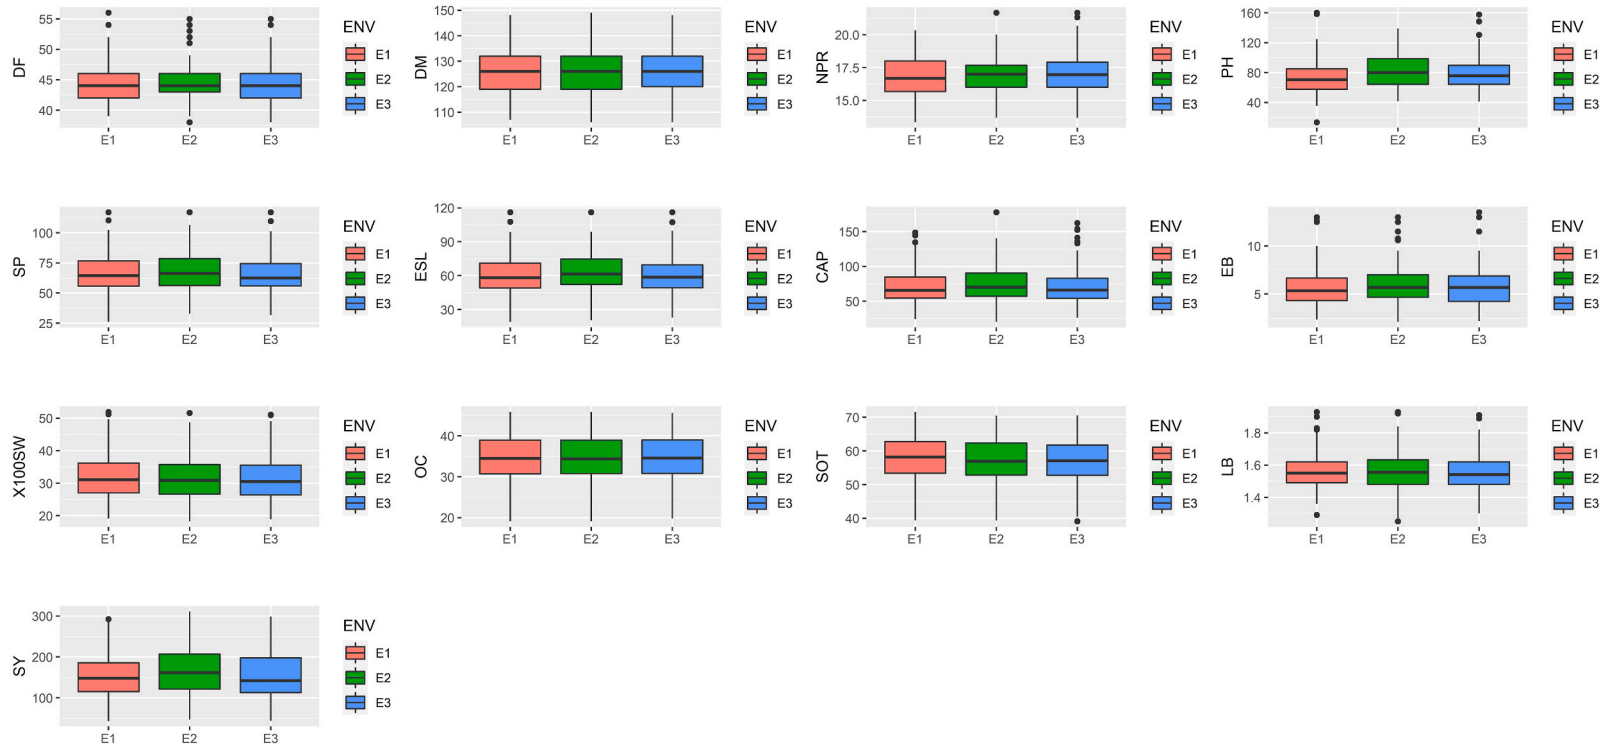 DF
55
50
45
40
E1
E2
E3
ENV
E1
E2
E3
DM
150
140
130
120
110
E1
E2
E3
ENV
E1
E2
E3
NPR
20.0
17.5
15.0
E1
E2
E3
ENV
E1
E2
E3
PH
160
120
80
40
E1
E2
E3
ENV
E1
E2
E3
SP
100
75
50
25
E1
E2
E3
ENV
E1
E2
E3
ESL
120
90
60
30
E1
E2
E3
ENV
E1
E2
E3
CAP
150
100
50
E1
E2
E3
ENV
E1
E2
E3
EB
10
5
E1
E2
E3
ENV
E1
E2
E3
X100SW
50
40
30
20
E1
E2
E3
ENV
E1
E2
E3
OC
40
30
20
E1
E2
E3
ENV
E1
E2
E3
SOT
70
60
50
40
E1
E2
E3
ENV
E1
E2
E3
LB
1.8
1.6
1.4
E1
E2
E3
ENV
E1
E2
E3
SY
300
200
100
E1
E2
E3
ENV
E1
E2
E3